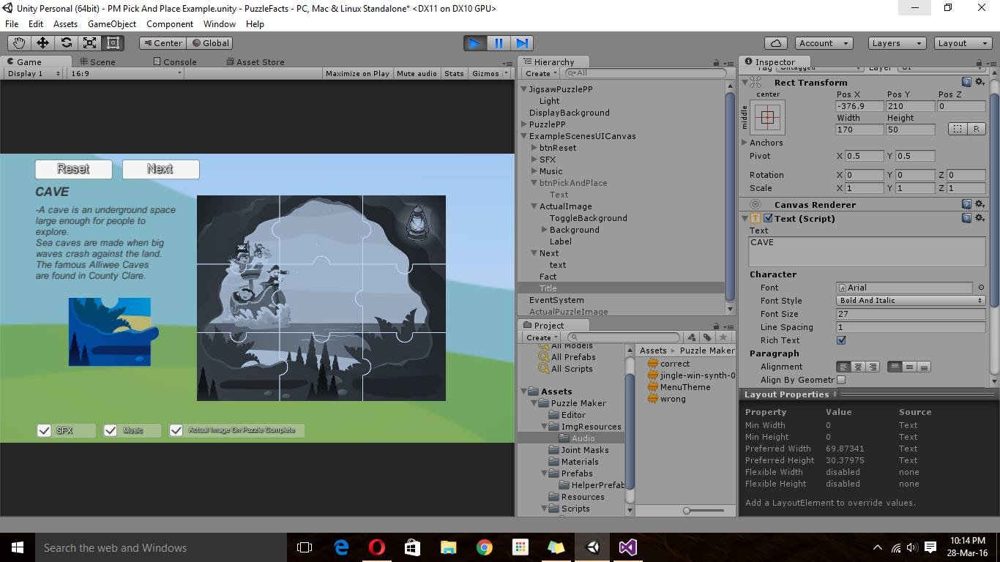 Unity Personal (64bit) - PM Pick And Place Example.unity - PuzzleFacts - PC, Mac & Linux Standalone* <DX11 on DX10 GPU>
File Edit Assets GameObject Component Window Help
Center Global Account Layers Layout
Game Scene Console Asset Store
Display 1 16:9 Maximize on Play Mute audio Stats Gizmos
Reset Next
CAVE
-A cave is an underground space
large enough for people to
explore.
Sea caves are made when big
waves crash against the land.
The famous Alliwee Caves
are found in County Clare.
SFX Music Actual Image On Puzzle Complete
Hierarchy
Create All
JigsawPuzzlePP
Light
DisplayBackground
PuzzlePP
ExampleScenesUICanvas
btnReset
SFX
Music
btnPickAndPlace
Text
ActualImage
ToggleBackground
Background
Label
Next
text
Fact
Title
EventSystem
ActualPuzzleImage
Project
Create
All Models
All Prefabs
All Scripts
Assets
Puzzle Maker
Editor
ImgResources
Audio
Joint Masks
Materials
Prefabs
HelperPrefab
Resources
Scripts
Assets Puzzle Maker
correct
jingle-win-synth-0
MenuTheme
wrong
Inspector
Tag Untagged Layer UI
Rect Transform
center Pos X Pos Y Pos Z
middle -376.9 210 0
Width Height
170 50 R
Anchors
Pivot X 0.5 Y 0.5
Rotation X 0 Y 0 Z 0
Scale X 1 Y 1 Z 1
Canvas Renderer
Text (Script)
Text
CAVE
Character
Font Arial
Font Style Bold And Italic
Font Size 27
Line Spacing 1
Rich Text
Paragraph
Alignment
Align By Geometr
Layout Properties
Property Value Source
Min Width 0 Text
Min Height 0 Text
Preferred Width 69.87341 Text
Preferred Height 30.37975 Text
Flexible Width disabled none
Flexible Height disabled none
Add a LayoutElement to override values.
Search the web and Windows
10:14 PM
28-Mar-16